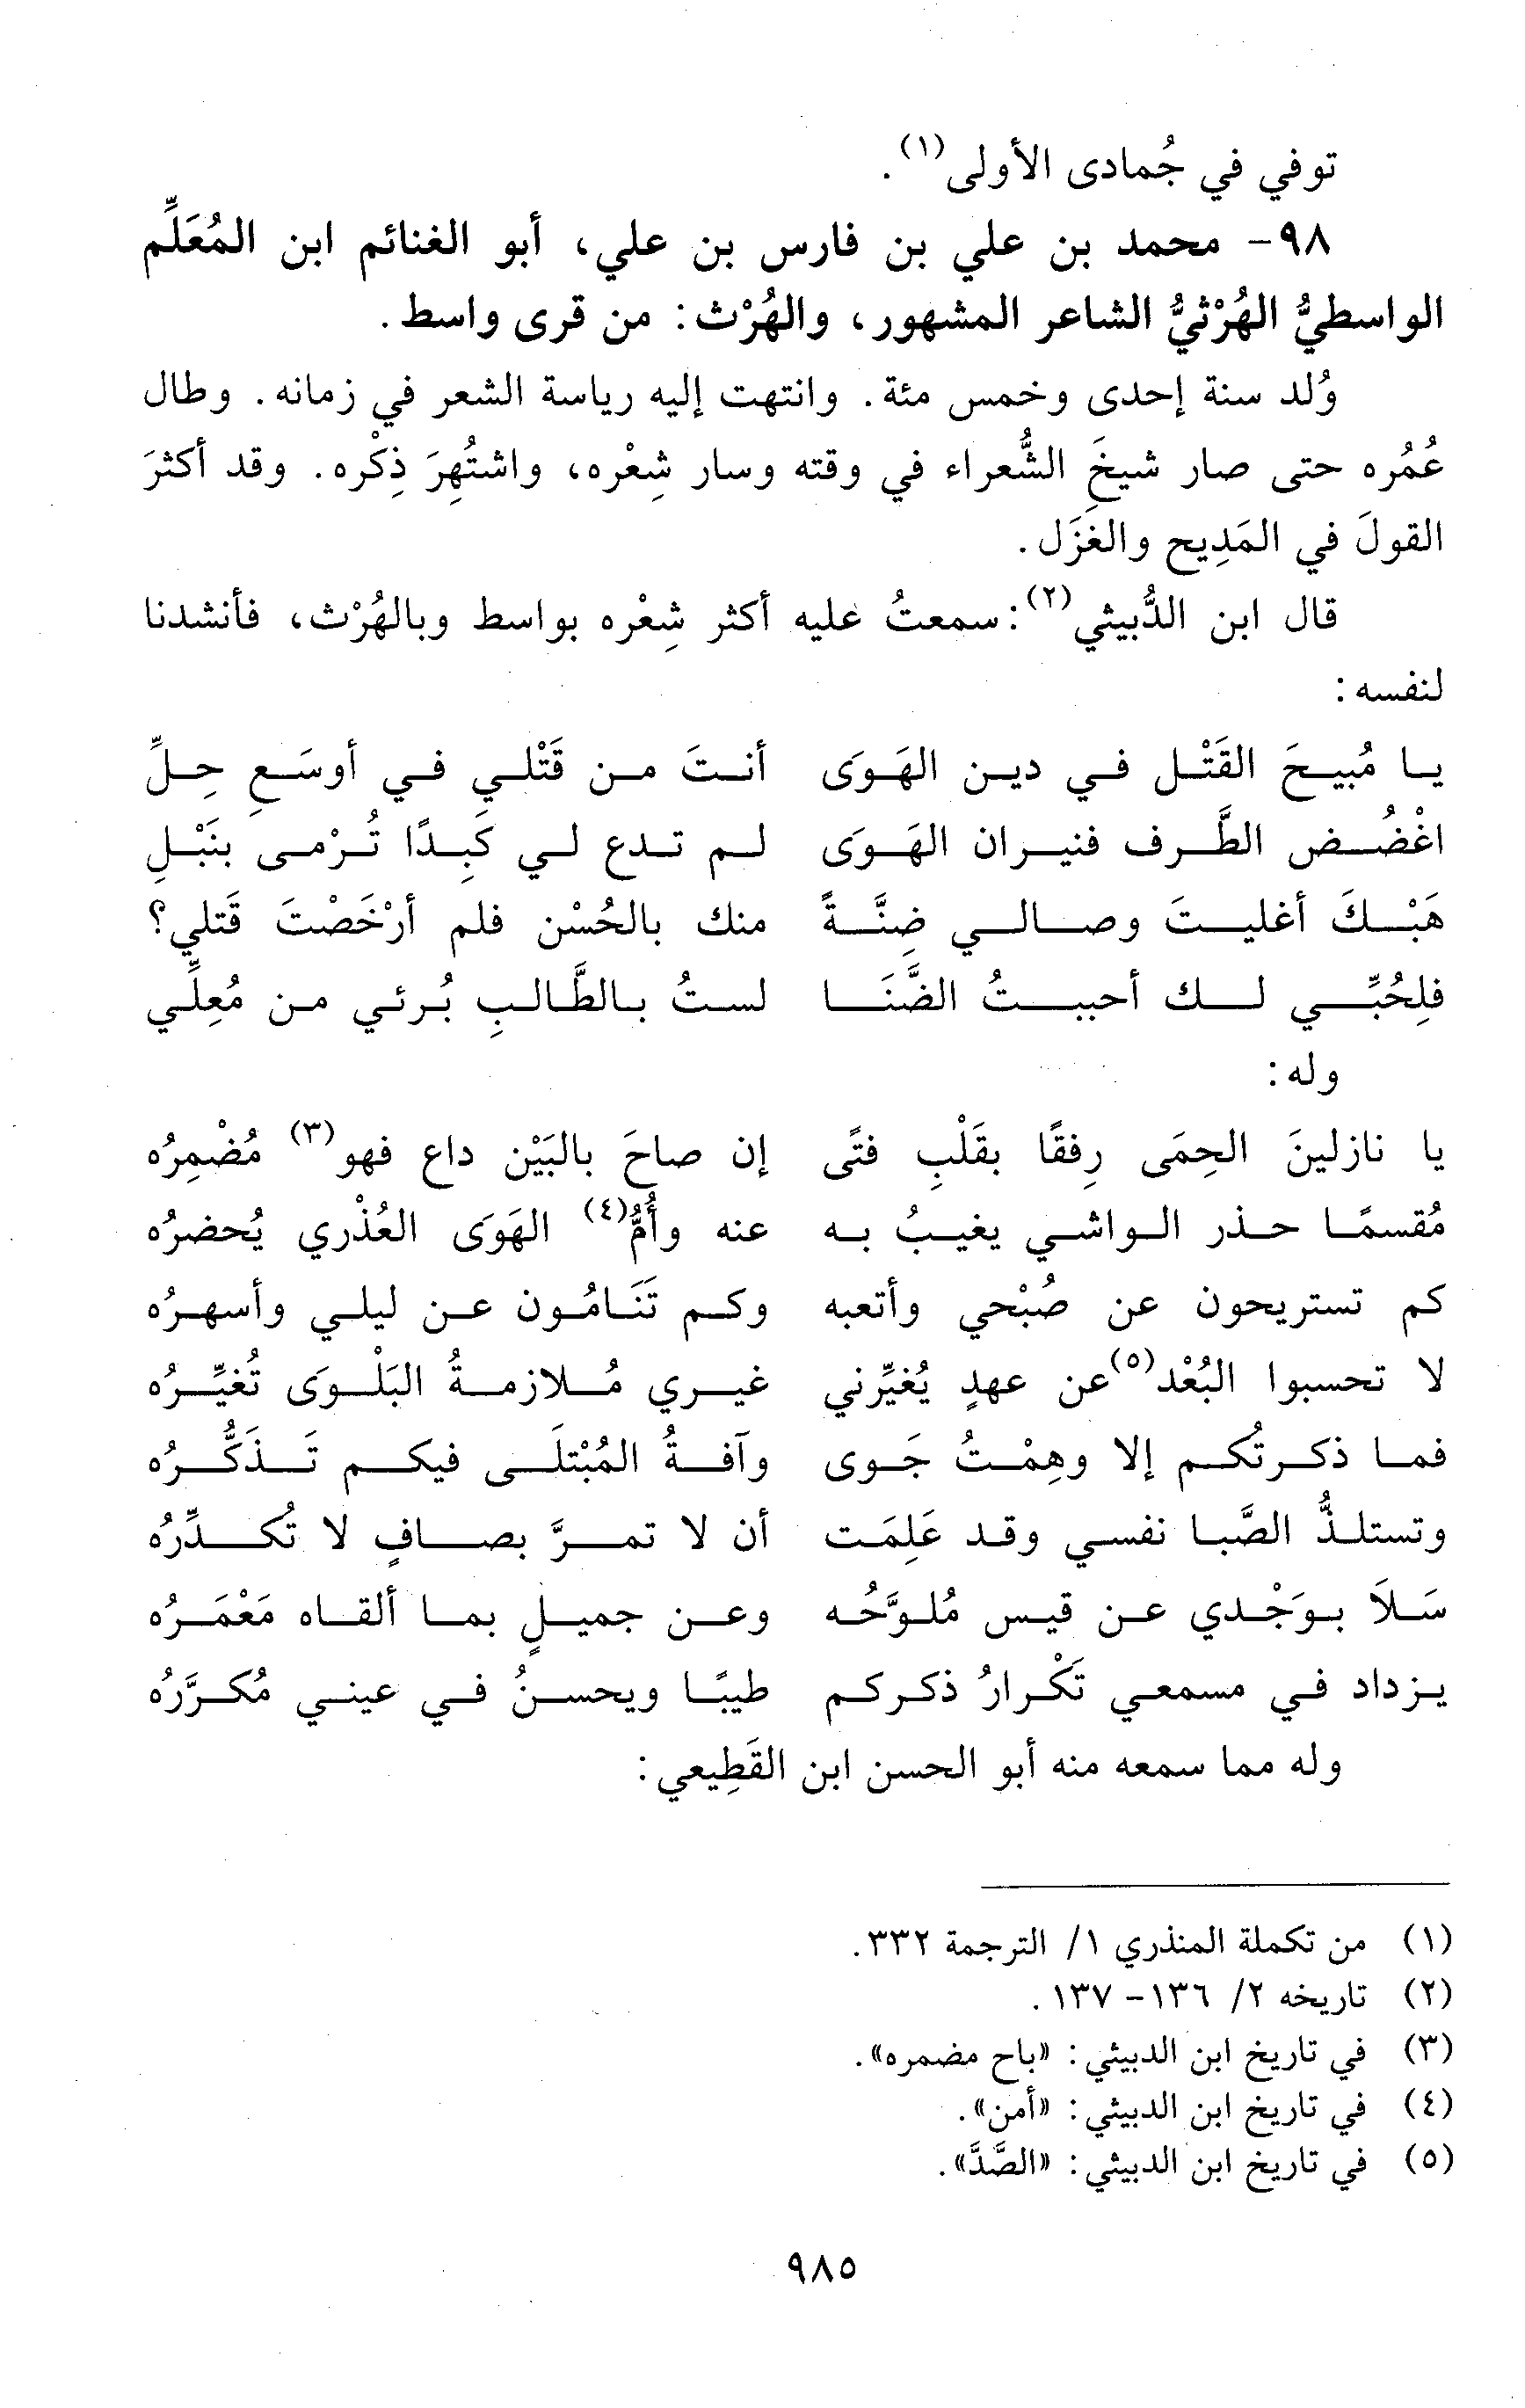 توفي في جُمادى الأولى(١).
٩٨- محمد بن علي بن فارس بن علي، أبو الغنائم ابن المُعَلِّم
الواسطيُّ الهُرْثيُّ الشاعر المشهور، والهُرْث: من قرى واسط.
وُلد سنة إحدى وخمس مئة. وانتهت إليه رياسة الشعر في زمانه. وطال
عُمُره حتى صار شيخَ الشُّعراء في وقته وسار شِعْره، واشتُهِرَ ذِكْره. وقد أكثرَ
القولَ في المَدِيح والغزَل.
قال ابن الدُّبيثي(٢): سمعتُ عليه أكثر شِعْره بواسط وبالهُرْث، فأنشدنا
لنفسه:
يا مُبيحَ القَتْل في دين الهَوَى أنتَ من قَتْلي في أوسَعِ حِلِّ
اغْضُض الطَّرف فنيران الهَوَى لم تدع لي كَبِدًا تُرْمى بنَبْلِ
هَبْكَ أغليتَ وصالي ضِنَّةً منك بالحُسْن فلم أرْخَصْتَ قَتلي؟
فلِحُبِّي لك أحببتُ الضَّنَا لستُ بالطَّالبِ بُرئي من مُعِلِّي
وله:
يا نازلينَ الحِمَى رِفقًا بقَلْبِ فتًى إن صاحَ بالبَيْن داع فهو(٣) مُضْمِرُه
مُقسمًا حذر الواشي يغيبُ به عنه وأُمُّ(٤) الهَوَى العُذْري يُحضرُه
كم تستريحون عن صُبْحي وأتعبه وكم تَنَامُون عن ليلي وأسهرُه
لا تحسبوا البُعْد(٥) عن عهدٍ يُغيِّرني غيري مُلازمةُ البَلْوَى تُغيِّرُه
فما ذكرتُكم إلا وهِمْتُ جَوى وآفةُ المُبْتلَى فيكم تَذَكُّرُه
وتستلذُّ الصَّبا نفسي وقد عَلِمَت أن لا تمرَّ بصافٍ لا تُكدِّرُه
سَلاَ بوَجْدي عن قيس مُلوَّحُه وعن جميلٍ بما ألقاه مَعْمَرُه
يزداد في مسمعي تَكْرارُ ذكركم طيبًا ويحسنُ في عيني مُكرَّرُه
وله مما سمعه منه أبو الحسن ابن القَطِيعي:
(١) من تكملة المنذري ١/ الترجمة ٣٣٢.
(٢) تاريخه ٢/ ١٣٦- ١٣٧.
(٣) في تاريخ ابن الدبيثي: «باح مضمره».
(٤) في تاريخ ابن الدبيثي: «أمن».
(٥) في تاريخ ابن الدبيثي: «الصَّدَّ».
٩٨٥